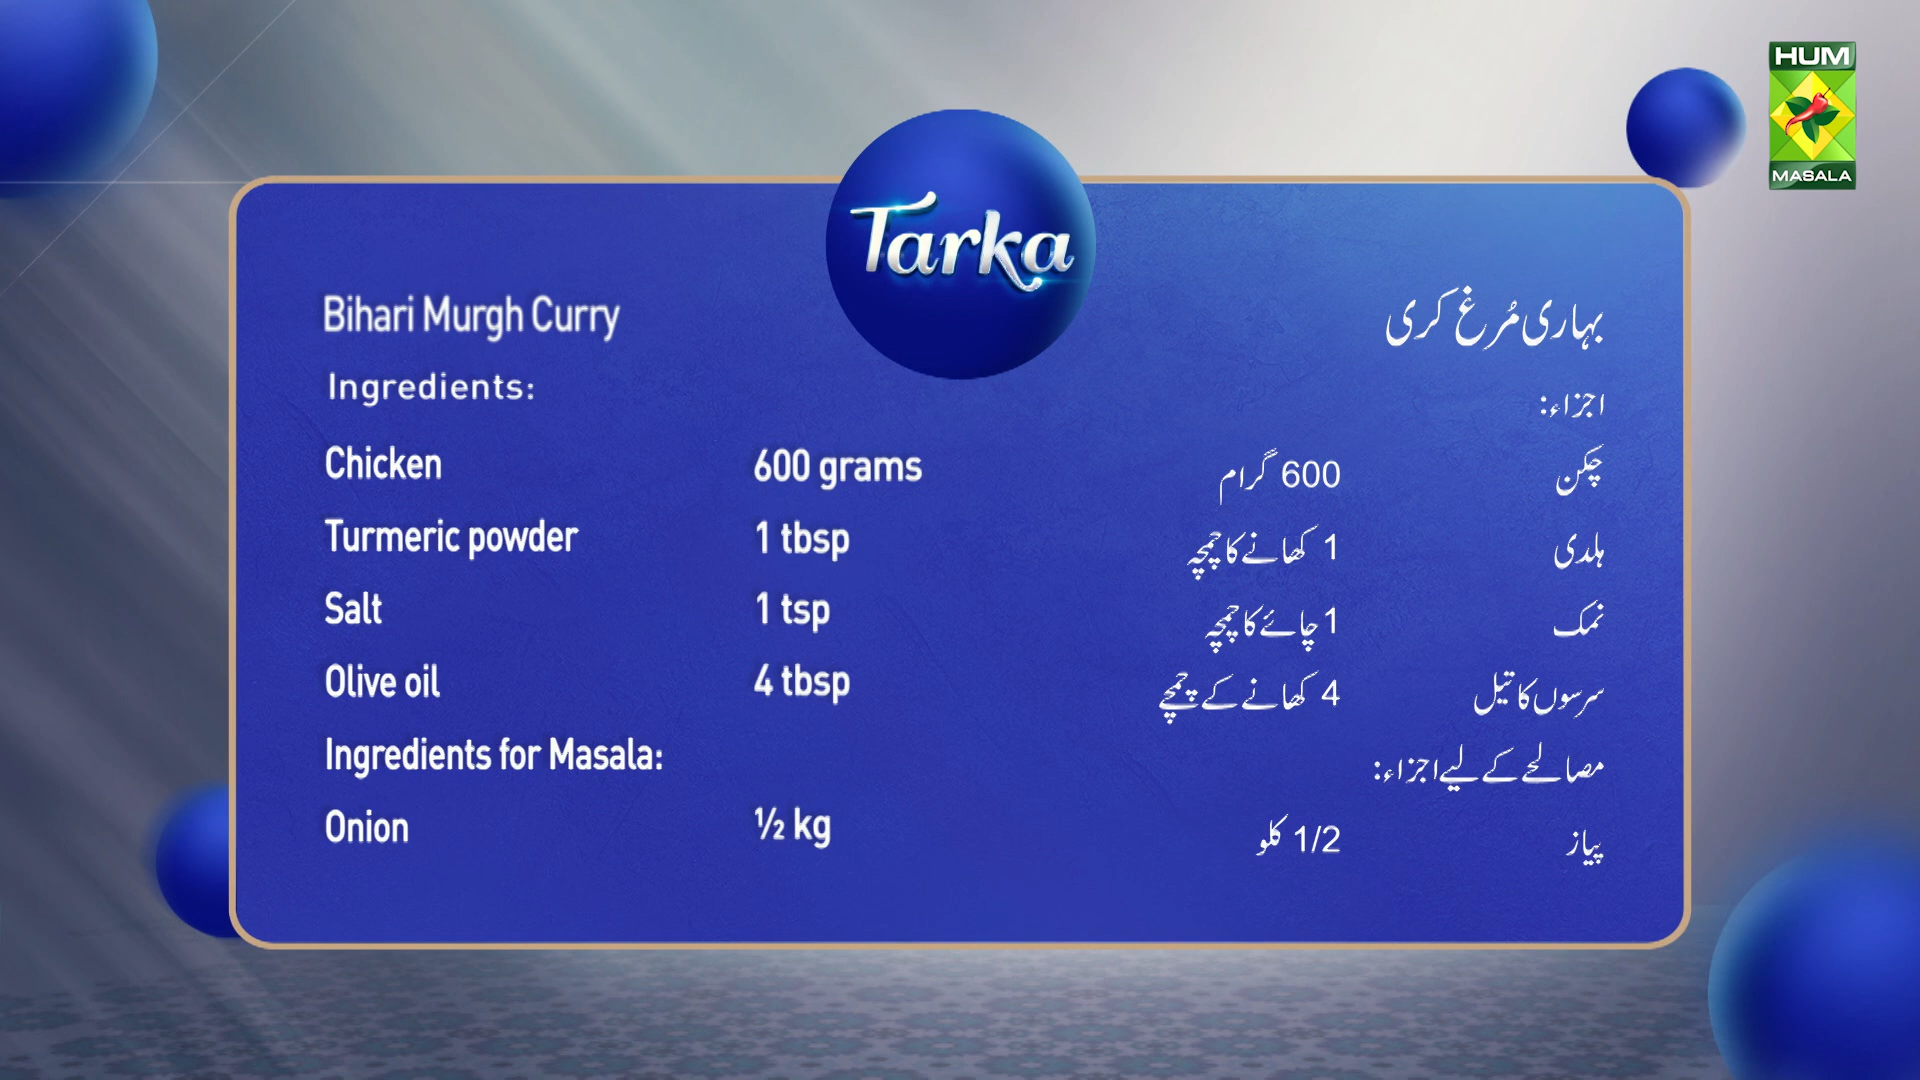 HUM
MASALA
Tarka
Bihari Murgh Curry
بہاری مُرغ کری
Ingredients:
اجزاء:
Chicken 600 grams
چکن 600 گرام
Turmeric powder 1 tbsp
ہلدی 1 کھانے کا چمچہ
Salt 1 tsp
نمک 1 چائے کا چمچہ
Olive oil 4 tbsp
سرسوں کا تیل 4 کھانے کے چمچے
Ingredients for Masala:
مصالحے کے لیے اجزاء:
Onion ½ kg
پیاز 1/2 کلو